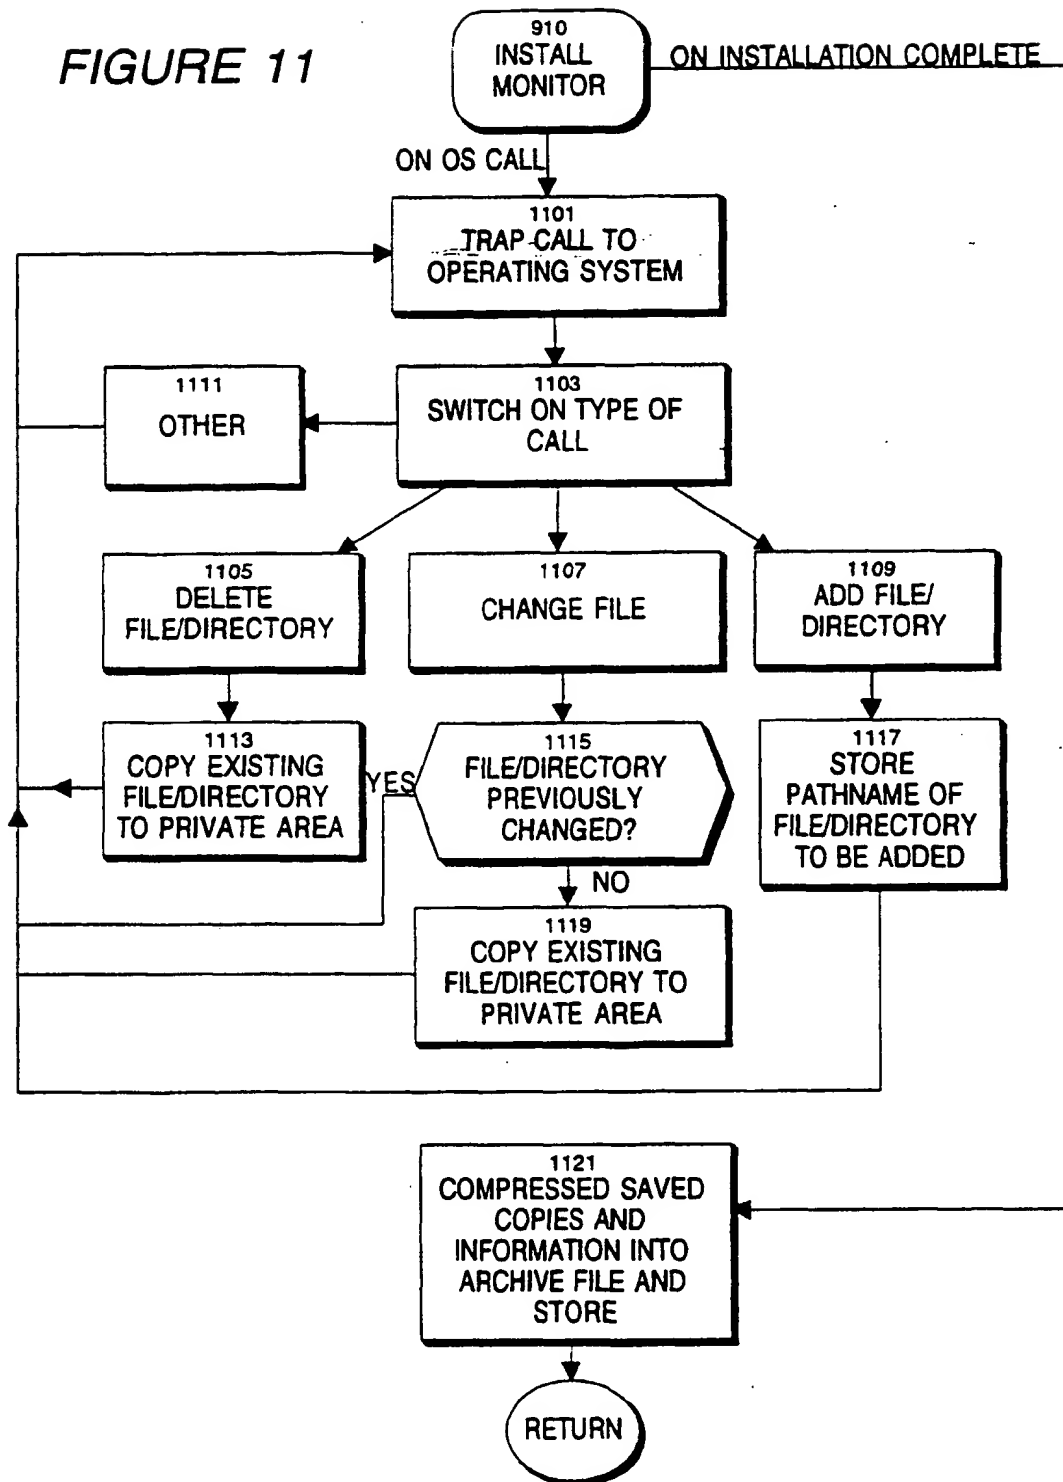 FIGURE 11
910
INSTALL
MONITOR
ON INSTALLATION COMPLETE
ON OS CALL
1101
TRAP CALL TO
OPERATING SYSTEM
1111
OTHER
1103
SWITCH ON TYPE OF
CALL
1105
DELETE
FILE/DIRECTORY
1107
CHANGE FILE
1109
ADD FILE/
DIRECTORY
1113
COPY EXISTING
FILE/DIRECTORY
TO PRIVATE AREA
YES
1115
FILE/DIRECTORY
PREVIOUSLY
CHANGED?
NO
1117
STORE
PATHNAME OF
FILE/DIRECTORY
TO BE ADDED
1119
COPY EXISTING
FILE/DIRECTORY TO
PRIVATE AREA
1121
COMPRESSED SAVED
COPIES AND
INFORMATION INTO
ARCHIVE FILE AND
STORE
RETURN